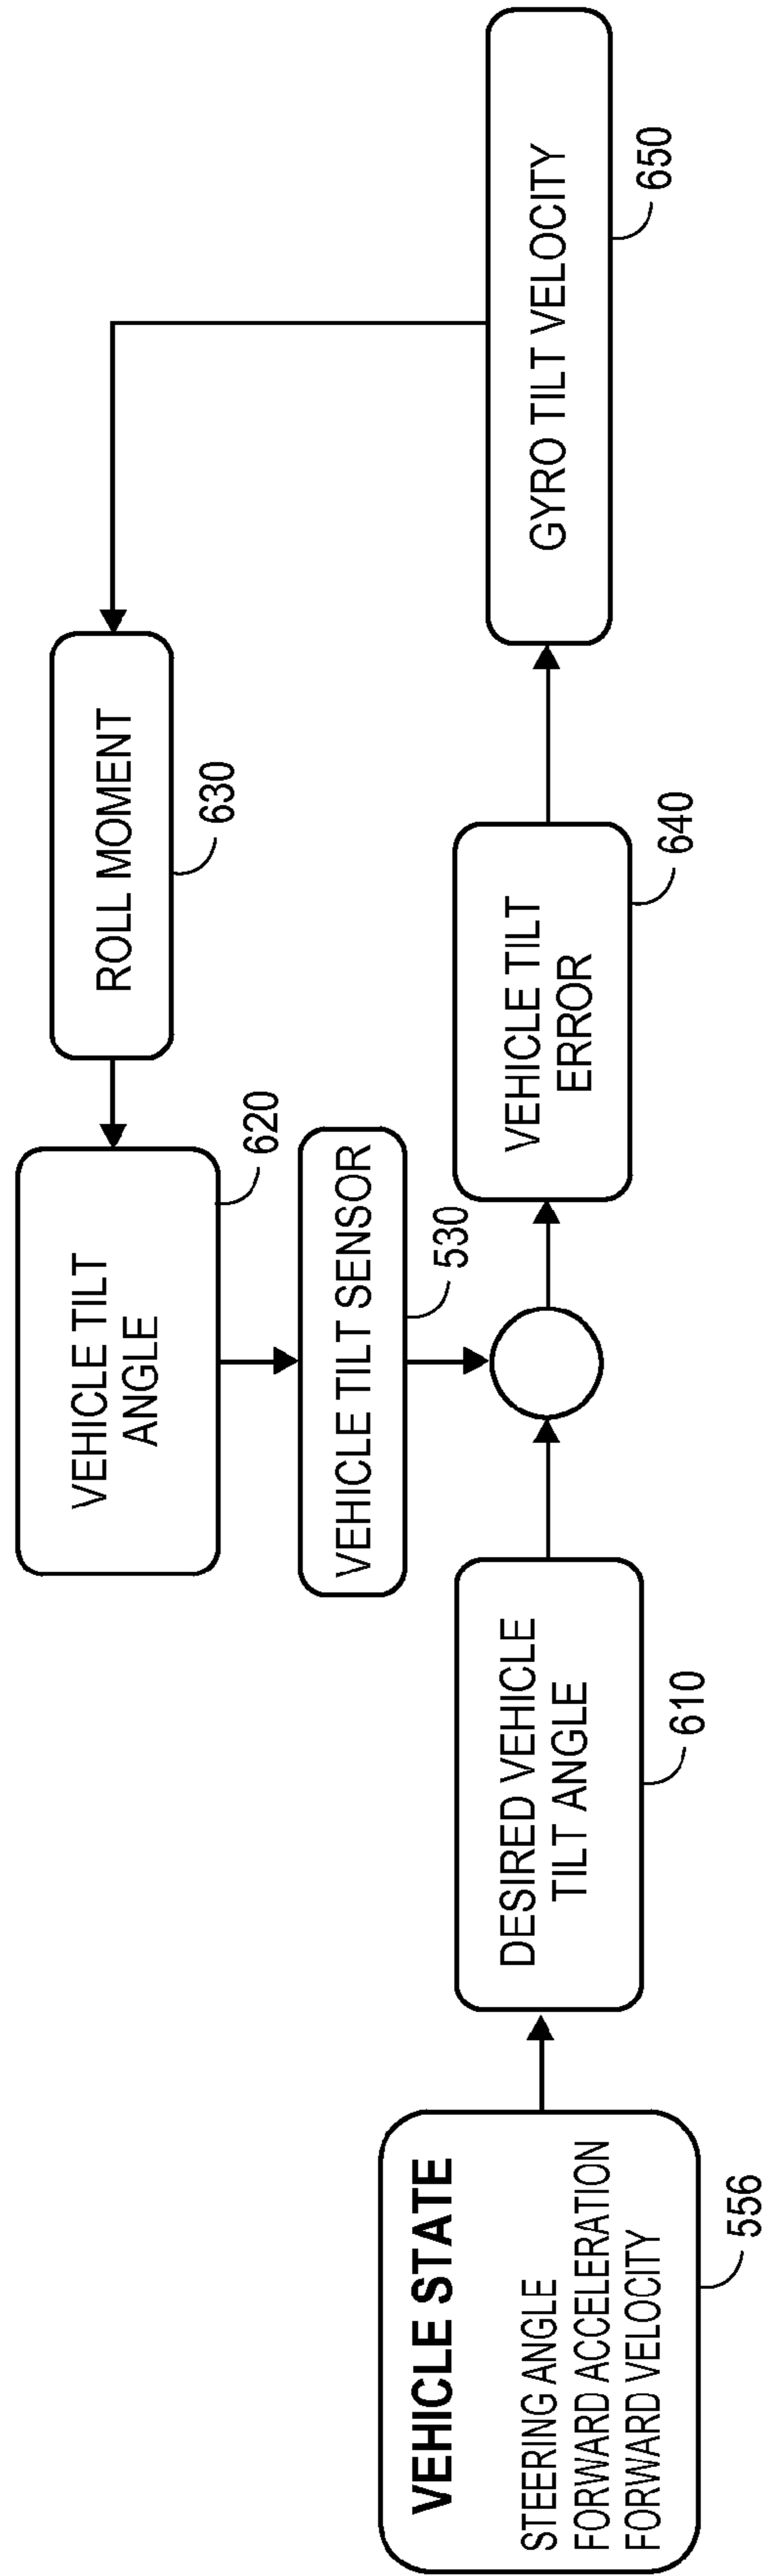 VEHICLE STATE
STEERING ANGLE
FORWARD ACCELERATION
FORWARD VELOCITY
556
DESIRED VEHICLE
TILT ANGLE
610
VEHICLE TILT
ANGLE
620
VEHICLE TILT SENSOR
530
VEHICLE TILT
ERROR
640
ROLL MOMENT
630
GYRO TILT VELOCITY
650